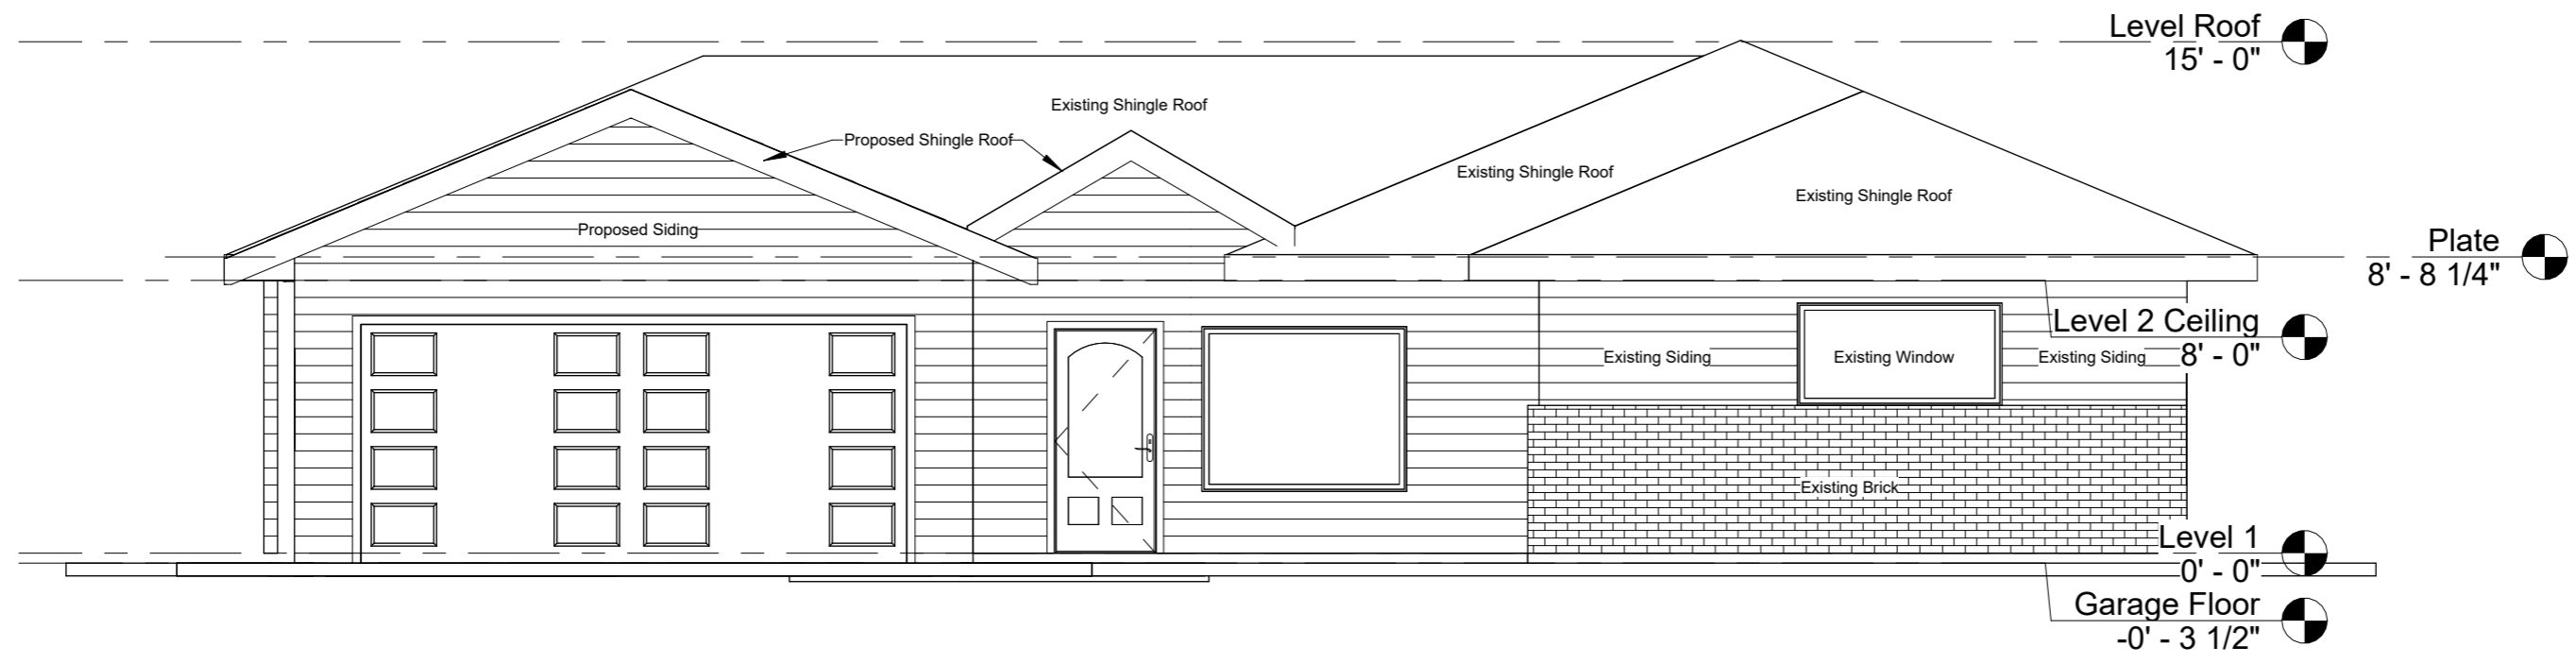 Level Roof
15' - 0"
Existing Shingle Roof
Proposed Shingle Roof
Existing Shingle Roof
Existing Shingle Roof
Proposed Siding
Plate
8' - 8 1/4"
Level 2 Ceiling
8' - 0"
Existing Siding
Existing Window
Existing Siding
Existing Brick
Level 1
0' - 0"
Garage Floor
-0' - 3 1/2"